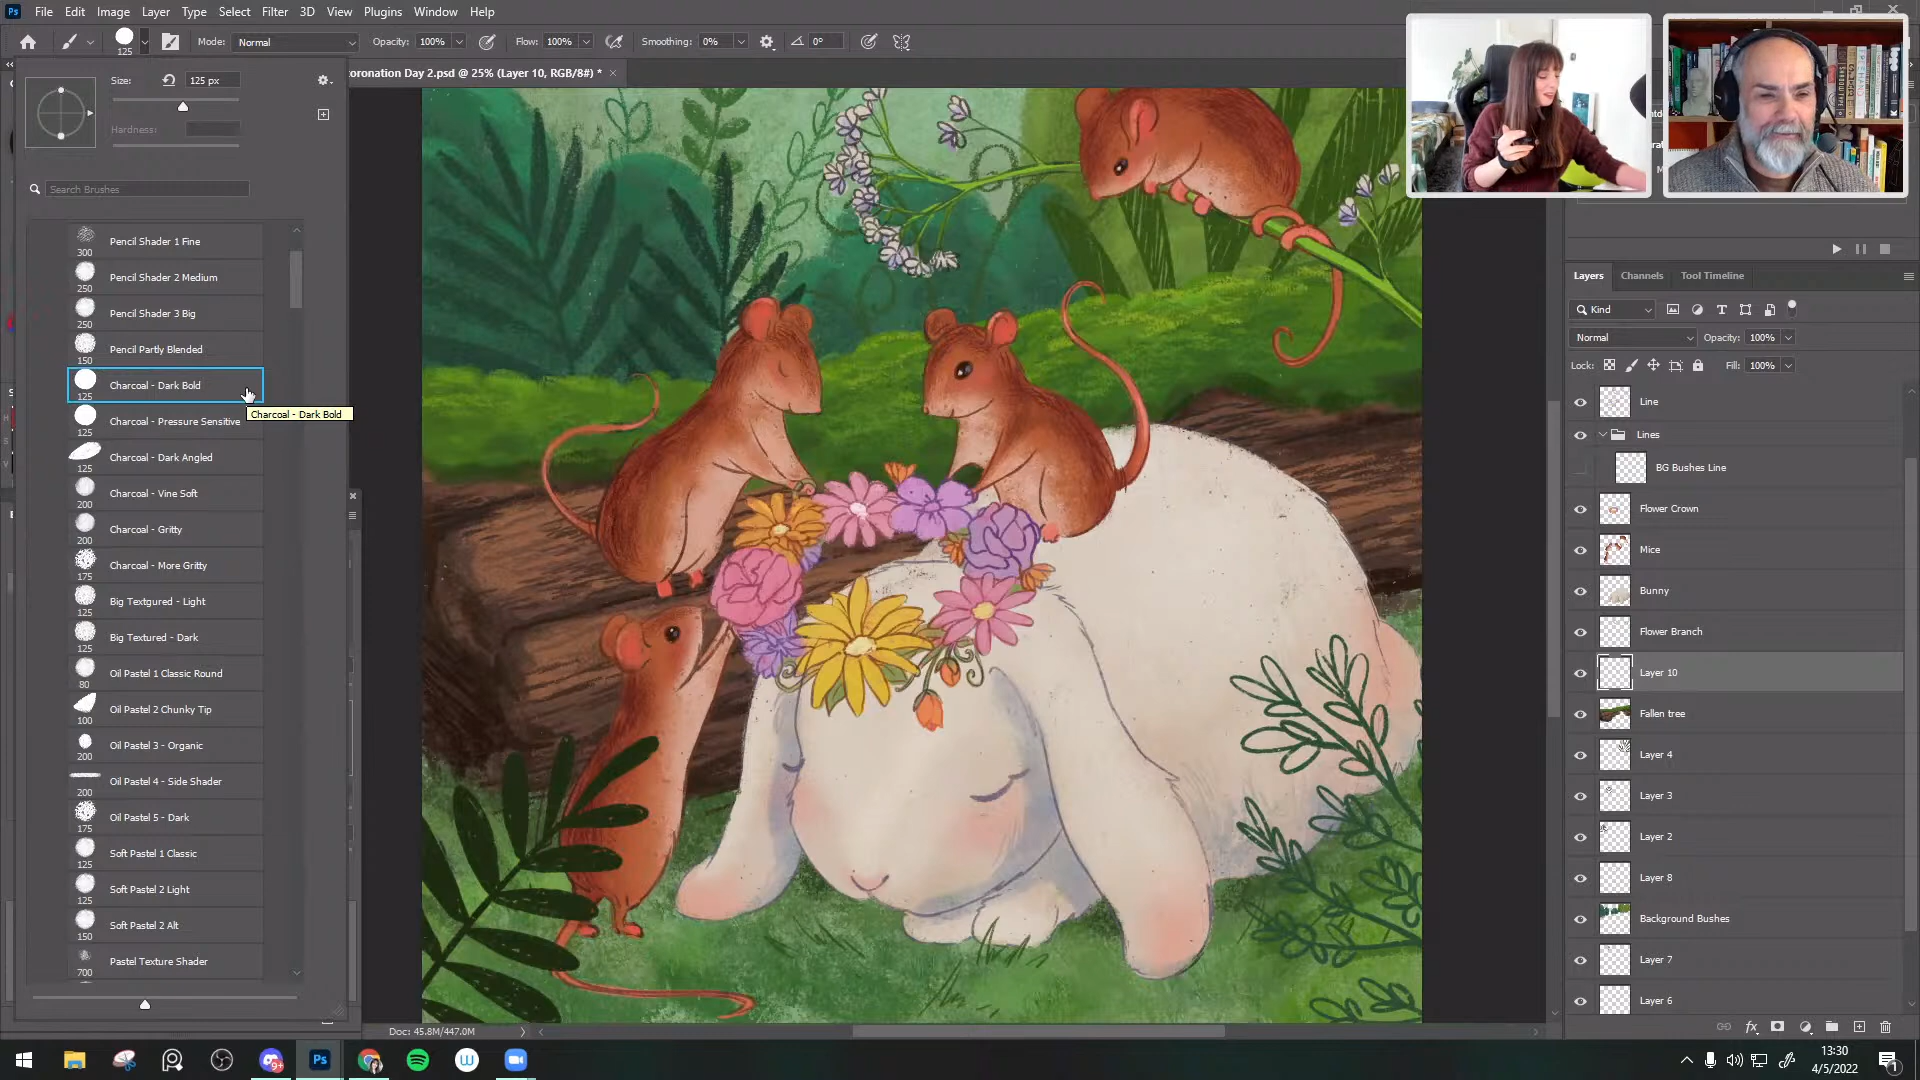 Ps File Edit Image Layer Type Select Filter 3D View Plugins Window Help
125 Mode: Normal Opacity: 100% Flow: 100% Smoothing: 0% 0°
oronation Day 2.psd @ 25% (Layer 10, RGB/8#) * ×
Size: 125 px
Hardness:
Search Brushes
Pencil Shader 1 Fine
300
Pencil Shader 2 Medium
250
Pencil Shader 3 Big
250
Pencil Partly Blended
150
Charcoal - Dark Bold
125
Charcoal - Dark Bold
Charcoal - Pressure Sensitive
125
Charcoal - Dark Angled
125
Charcoal - Vine Soft
200
Charcoal - Gritty
200
Charcoal - More Gritty
175
Big Textgured - Light
125
Big Textured - Dark
125
Oil Pastel 1 Classic Round
80
Oil Pastel 2 Chunky Tip
100
Oil Pastel 3 - Organic
200
Oil Pastel 4 - Side Shader
200
Oil Pastel 5 - Dark
175
Soft Pastel 1 Classic
125
Soft Pastel 2 Light
125
Soft Pastel 2 Alt
150
Pastel Texture Shader
700
Doc: 45.8M/447.0M
Layers Channels Tool Timeline
Kind
Normal Opacity: 100%
Lock: Fill: 100%
Line
Lines
BG Bushes Line
Flower Crown
Mice
Bunny
Flower Branch
Layer 10
Fallen tree
Layer 4
Layer 3
Layer 2
Layer 8
Background Bushes
Layer 7
Layer 6
fx
9+ Ps
13:30
4/5/2022
1